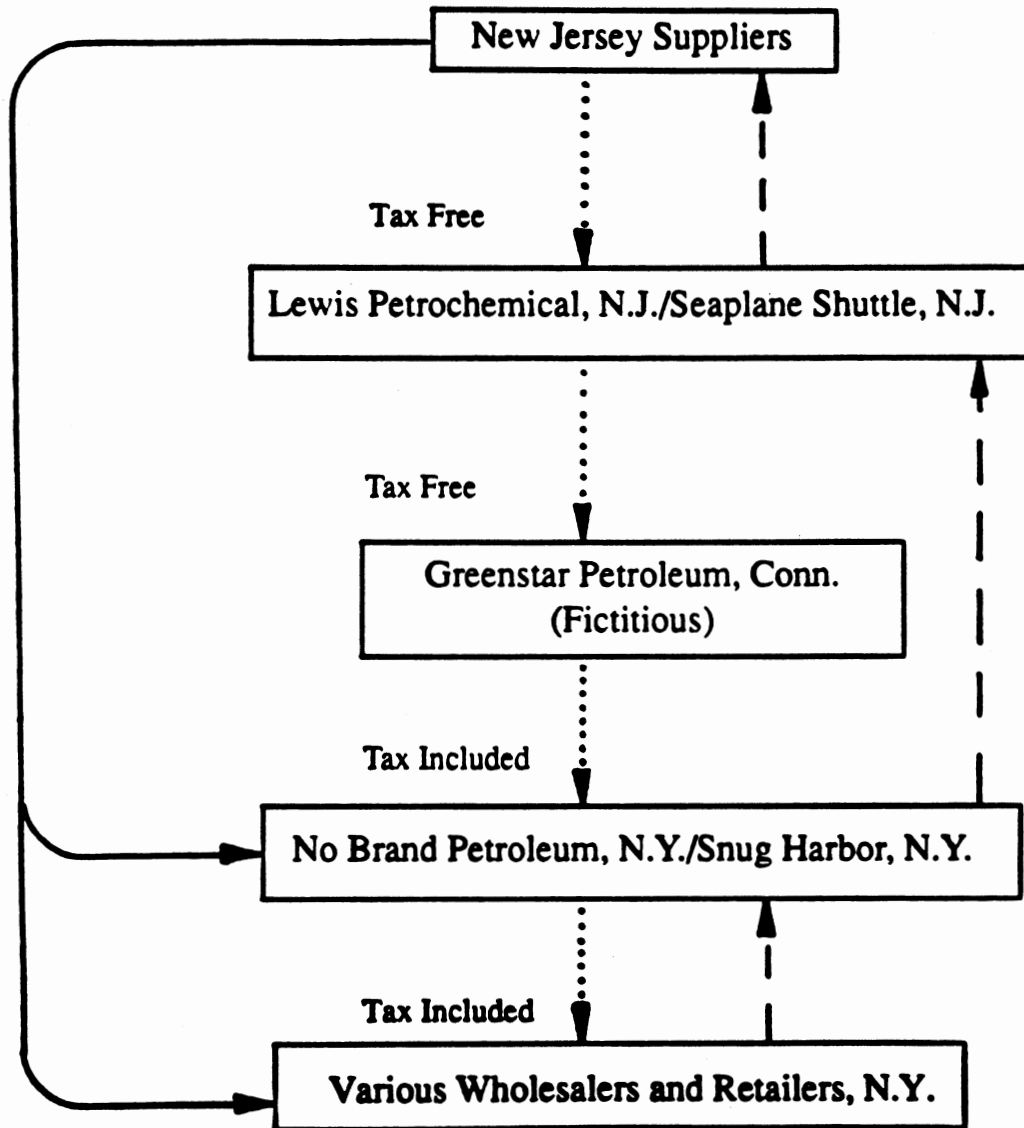 New Jersey Suppliers
Tax Free
Lewis Petrochemical, N.J./Seaplane Shuttle, N.J.
Tax Free
Greenstar Petroleum, Conn.
(Fictitious)
Tax Included
No Brand Petroleum, N.Y./Snug Harbor, N.Y.
Tax Included
Various Wholesalers and Retailers, N.Y.